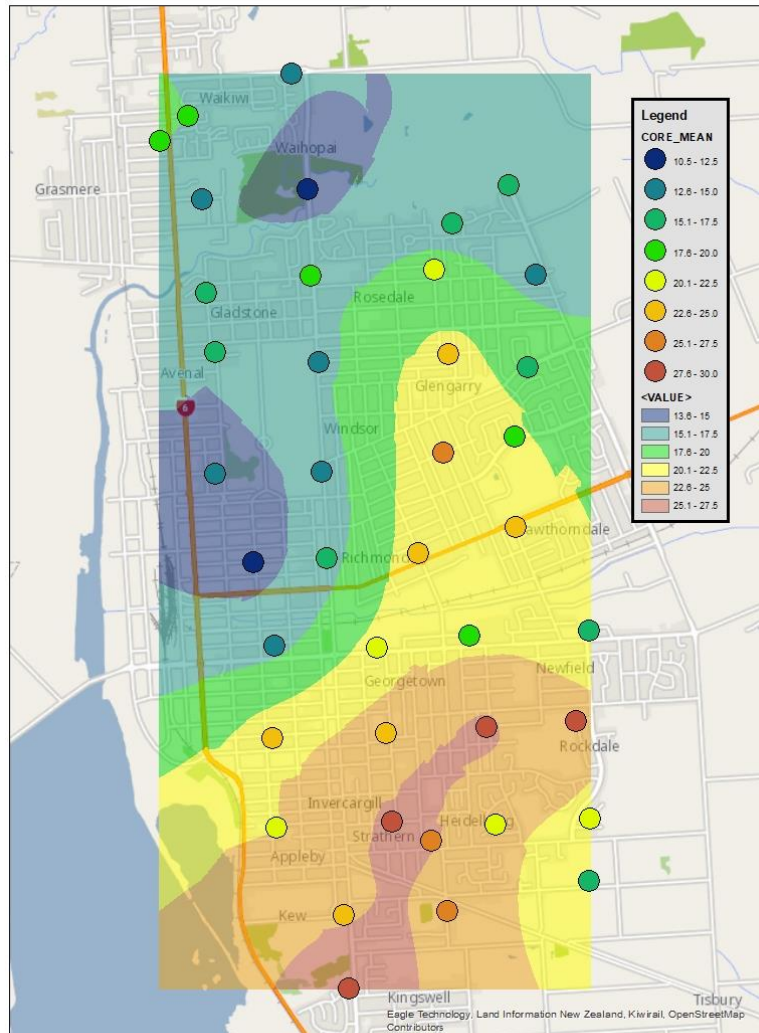 Waikiwi
Legend
CORE_MEAN
10.5 - 12.5
12.6 - 15.0
15.1 - 17.5
17.6 - 20.0
20.1 - 22.5
22.6 - 25.0
25.1 - 27.5
27.6 - 30.0
<VALUE>
13.6 - 15
15.1 - 17.5
17.6 - 20
20.1 - 22.5
22.6 - 25
25.1 - 27.5
Waihopai
Grasmere
Rosedale
Gladstone
Avenal
Glengarry
6
Windsor
awthorndale
Richmond
Newfield
Georgetown
Rockdale
Invercargill
Strathern
Heidelberg
Appleby
Kew
Kingswell
Tisbury
Eagle Technology, Land Information New Zealand, Kiwirail, OpenStreetMap
Contributors